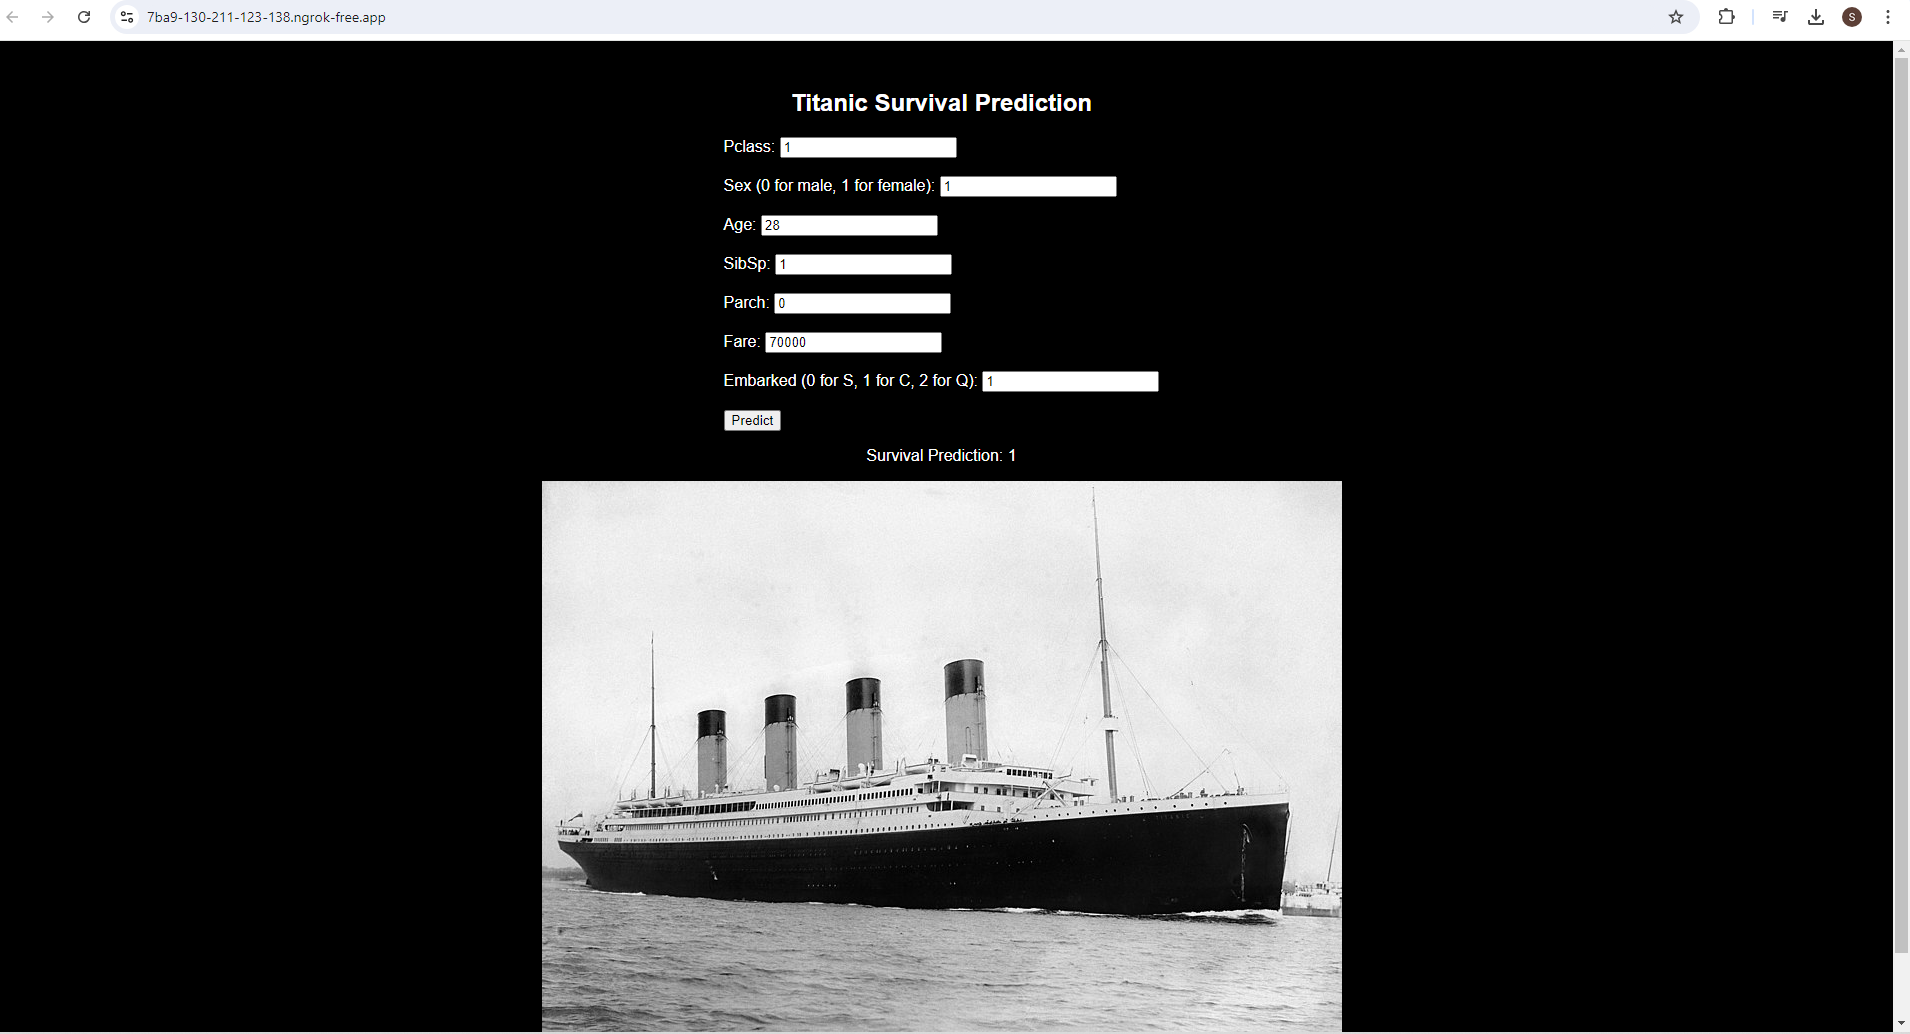 7ba9-130-211-123-138.ngrok-free.app
S
Titanic Survival Prediction
Pclass: 1
Sex (0 for male, 1 for female): 1
Age: 28
SibSp: 1
Parch: 0
Fare: 70000
Embarked (0 for S, 1 for C, 2 for Q): 1
Predict
Survival Prediction: 1